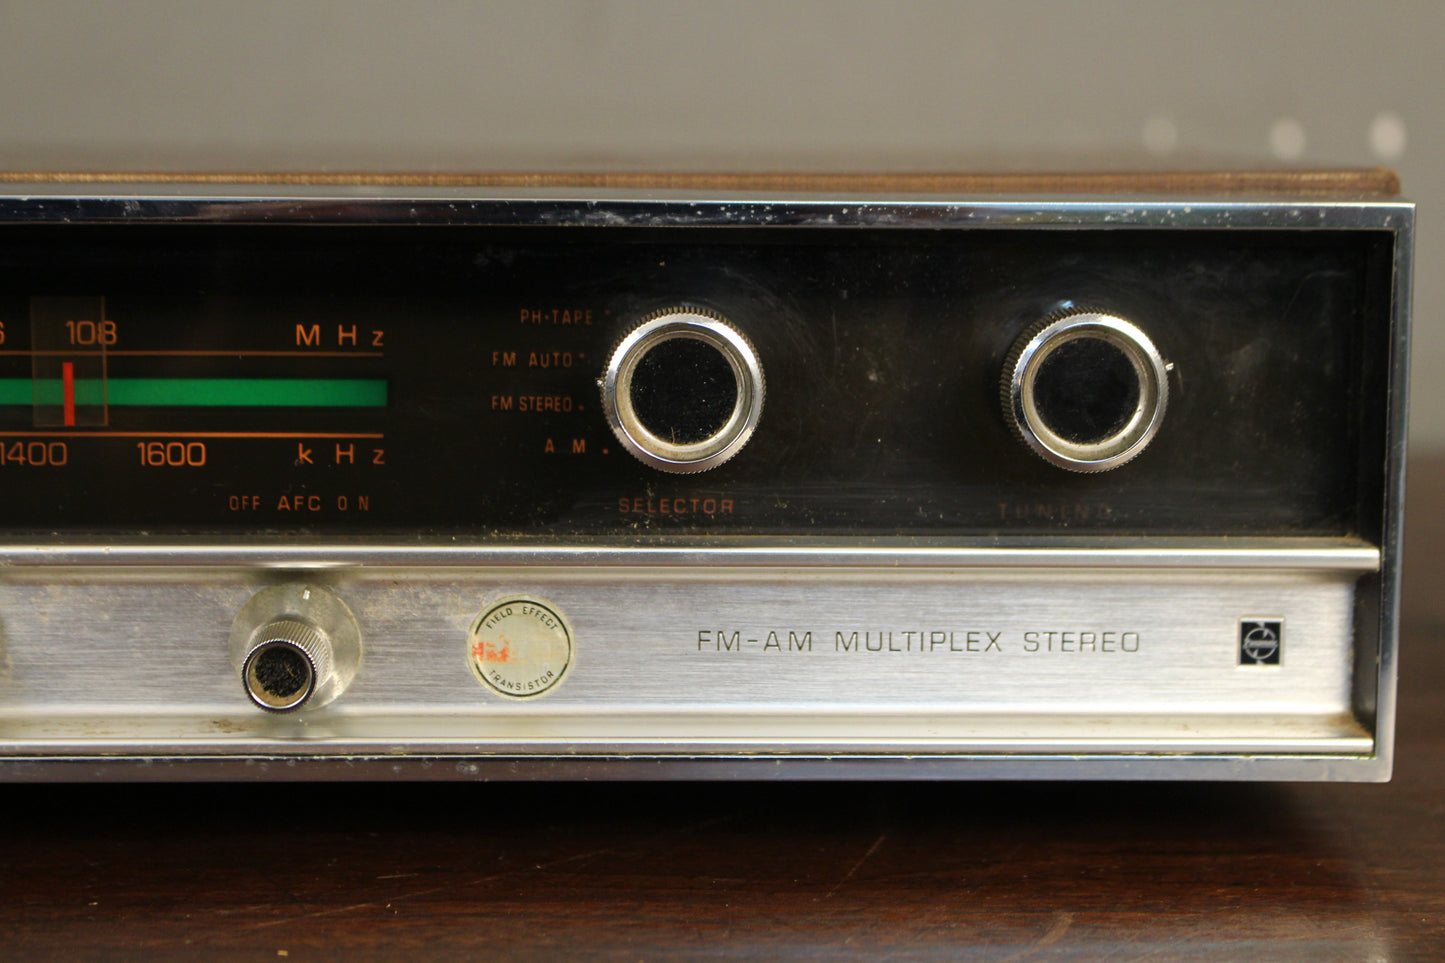 108 MHz
1400 1600 kHz
OFF AFC ON
PH·TAPE
FM AUTO
FM STEREO
AM
SELECTOR
TUNING
FIELD EFFECT
TRANSISTOR
FM-AM MULTIPLEX STEREO